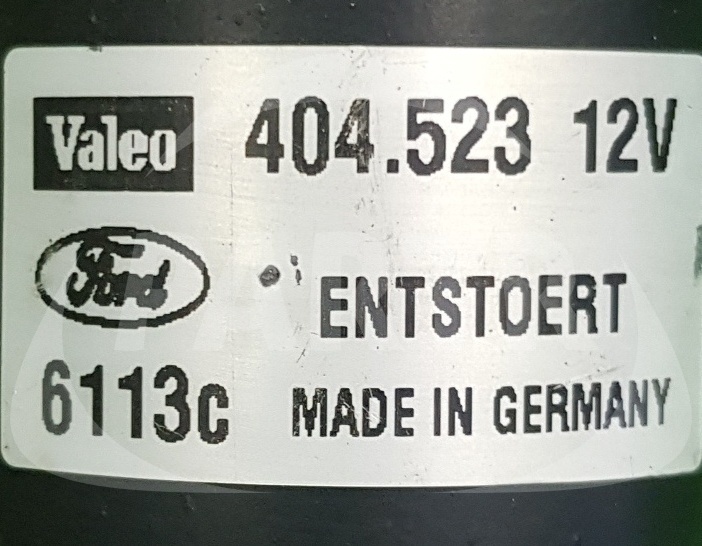 Valeo 404.523 12V
Ford ENTSTOERT
6113c MADE IN GERMANY